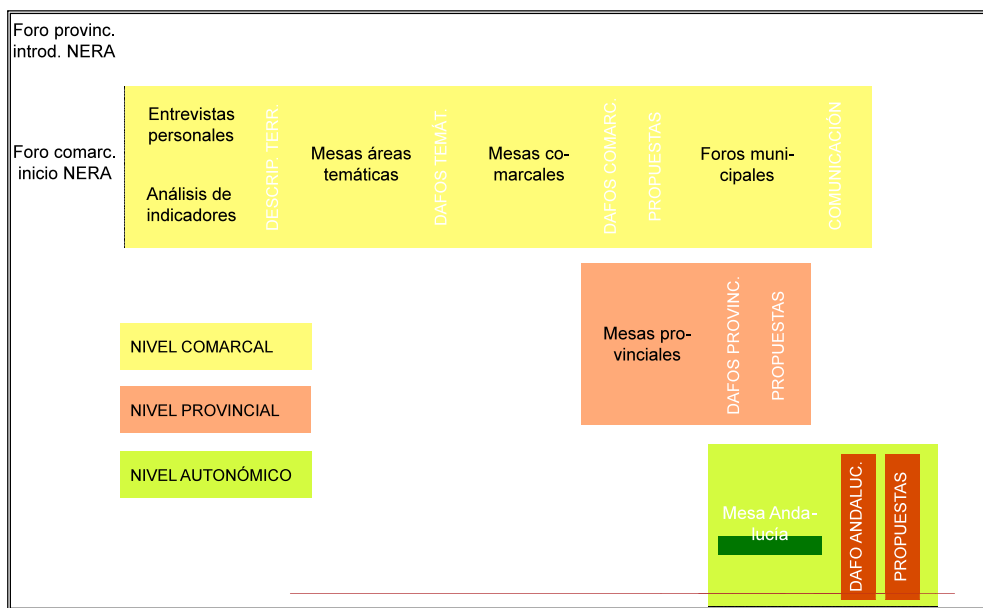 Foro provinc.
introd. NERA
Foro comarc.
inicio NERA
Entrevistas
personales
Análisis de
indicadores
DESCRIP. TERR.
Mesas áreas
temáticas
DAFOS TEMÁT.
Mesas co-
marcales
DAFOS COMARC.
PROPUESTAS
Foros muni-
cipales
COMUNICACIÓN
Mesas pro-
vinciales
DAFOS PROVINC.
PROPUESTAS
NIVEL COMARCAL
NIVEL PROVINCIAL
NIVEL AUTONÓMICO
Mesa Anda-
lucía
DAFO ANDALUC.
PROPUESTAS